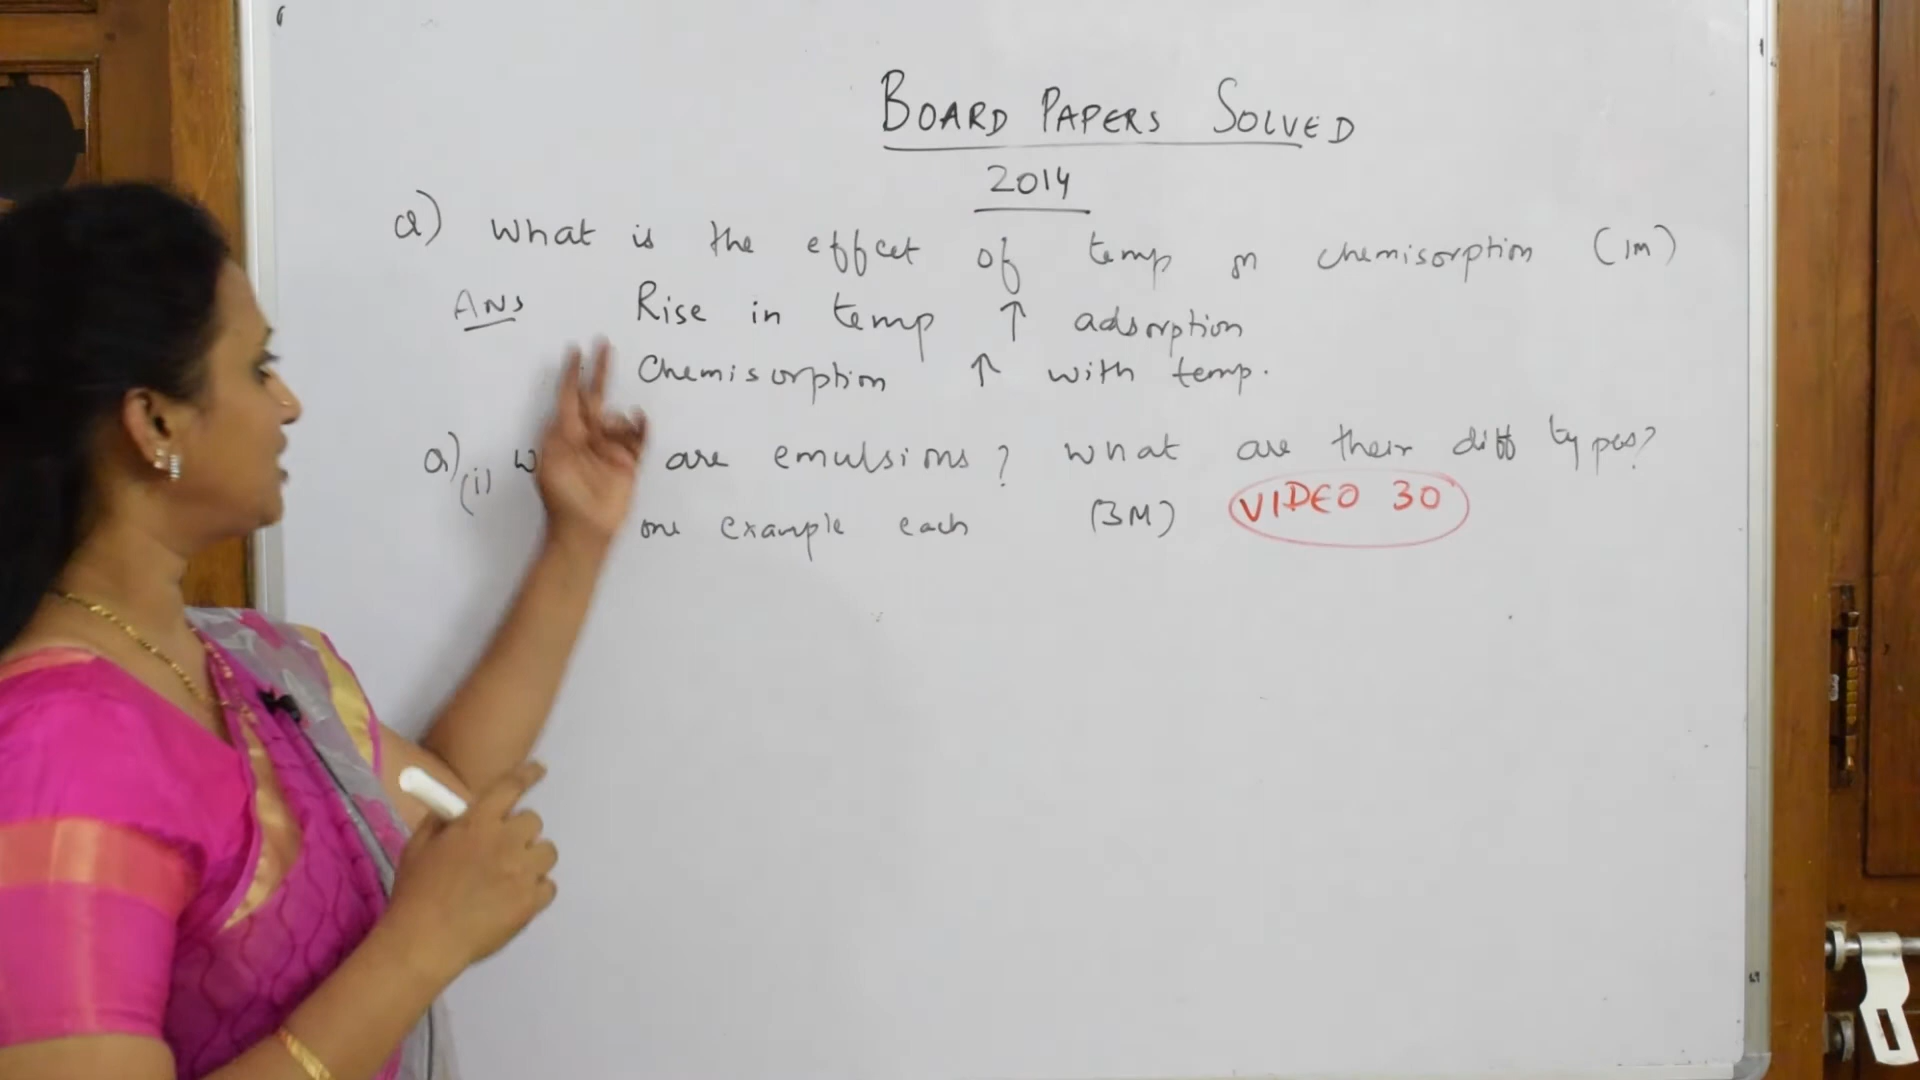 BOARD PAPERS SOLVED
2014
Q) What is the effect of temp on chemisorption (1M)
ANS Rise in temp ↑ adsorption
Chemisorption ↑ with temp.
Q)(i) are emulsions? What are their diff types?
one example each (3M) VIDEO 30